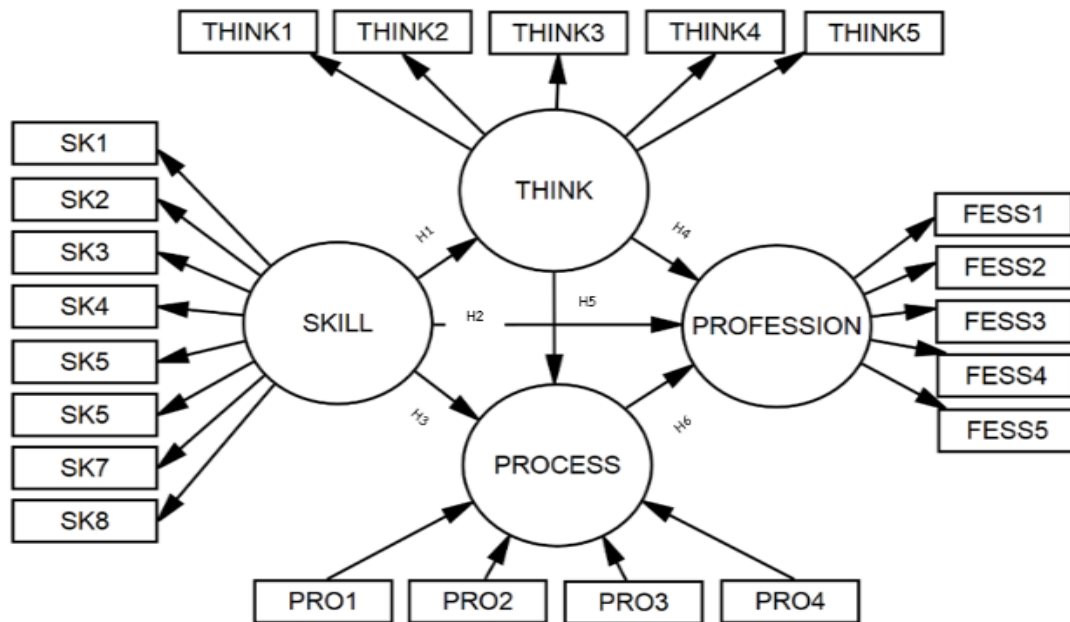 THINK1
THINK2
THINK3
THINK4
THINK5
SK1
SK2
SK3
SK4
SK5
SK5
SK7
SK8
THINK
SKILL
PROFESSION
PROCESS
H1
H2
H3
H4
H5
H6
FESS1
FESS2
FESS3
FESS4
FESS5
PRO1
PRO2
PRO3
PRO4